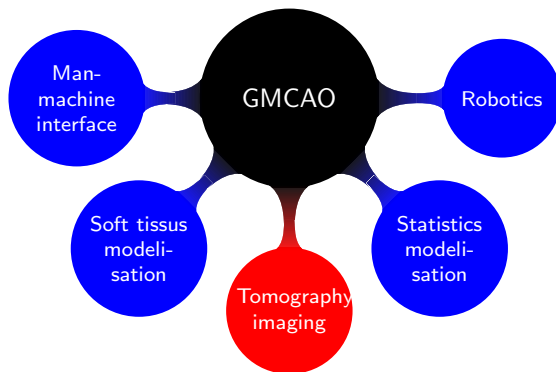 Man-
machine
interface
GMCAO
Robotics
Soft tissus
modeli-
sation
Tomography
imaging
Statistics
modeli-
sation